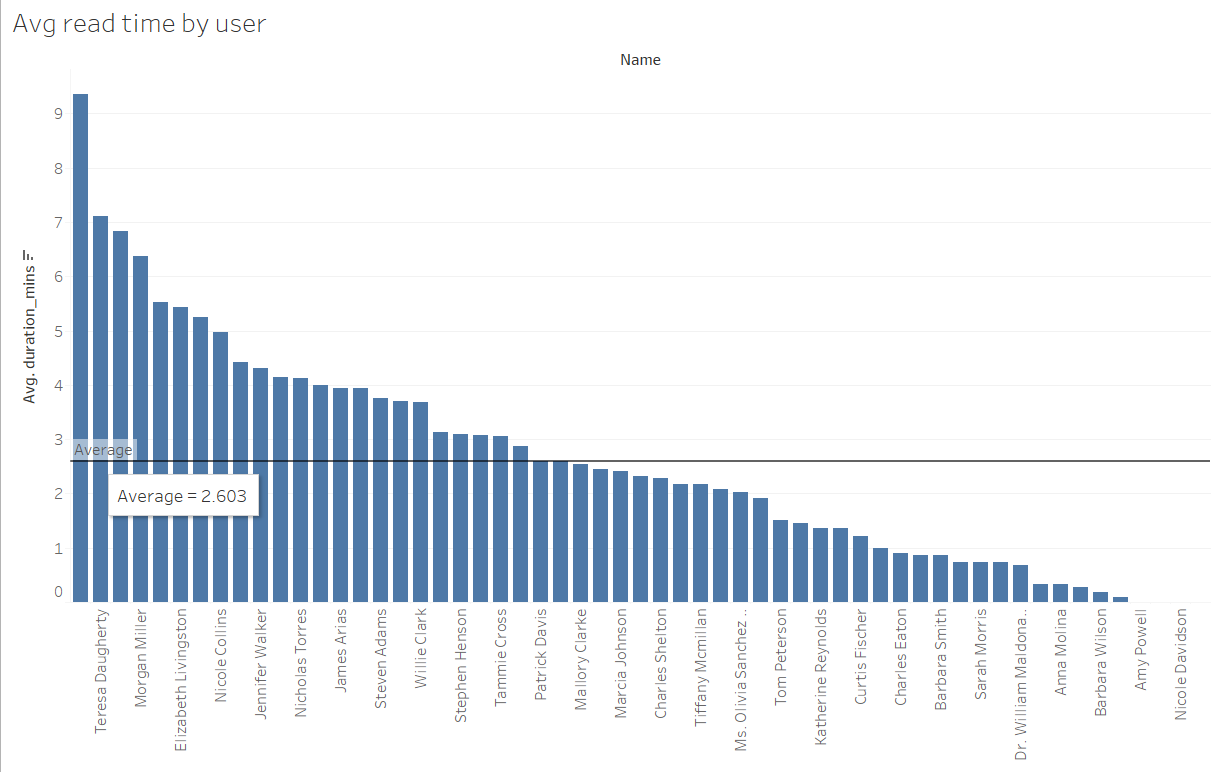 Avg read time by user
Name
Avg. duration_mins
9
8
7
6
5
4
3
2
1
0
Average
Average = 2.603
Teresa Daugherty
Morgan Miller
Elizabeth Livingston
Nicole Collins
Jennifer Walker
Nicholas Torres
James Arias
Steven Adams
Willie Clark
Stephen Henson
Tammie Cross
Patrick Davis
Mallory Clarke
Marcia Johnson
Charles Shelton
Tiffany Mcmillan
Ms. Olivia Sanchez ..
Tom Peterson
Katherine Reynolds
Curtis Fischer
Charles Eaton
Barbara Smith
Sarah Morris
Dr. William Maldona..
Anna Molina
Barbara Wilson
Amy Powell
Nicole Davidson